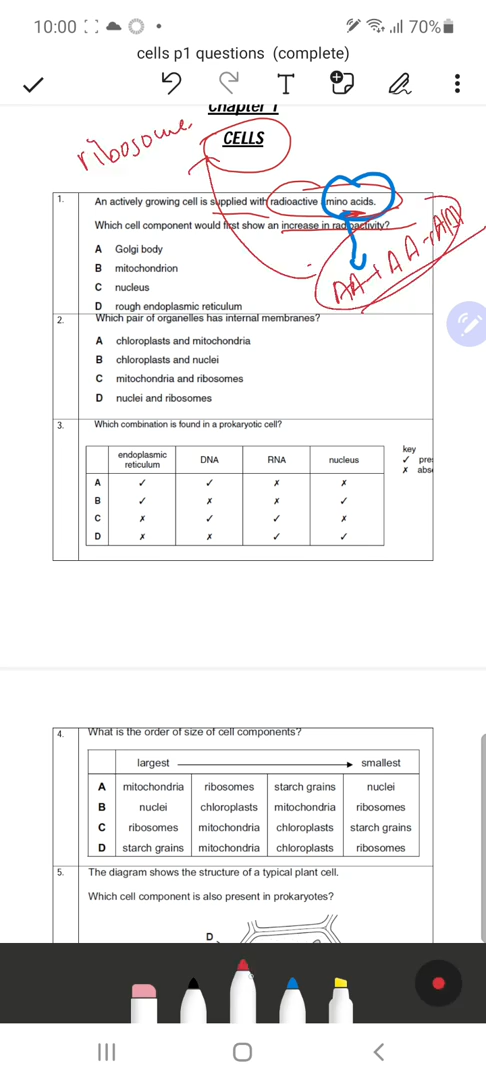 10:00 70%
cells p1 questions (complete)
T
Chapter 1
CELLS
ribosome
1. An actively growing cell is supplied with radioactive amino acids.
Which cell component would first show an increase in radioactivity?
A Golgi body
B mitochondrion
C nucleus
D rough endoplasmic reticulum
AA + AA + AA
2. Which pair of organelles has internal membranes?
A chloroplasts and mitochondria
B chloroplasts and nuclei
C mitochondria and ribosomes
D nuclei and ribosomes
3. Which combination is found in a prokaryotic cell?
endoplasmic reticulum DNA RNA nucleus
A ✓ ✓ ✗ ✗
B ✓ ✗ ✗ ✓
C ✗ ✓ ✓ ✗
D ✗ ✗ ✓ ✓
key
✓ pre
✗ abs
4. What is the order of size of cell components?
largest smallest
A mitochondria ribosomes starch grains nuclei
B nuclei chloroplasts mitochondria ribosomes
C ribosomes mitochondria chloroplasts starch grains
D starch grains mitochondria chloroplasts ribosomes
5. The diagram shows the structure of a typical plant cell.
Which cell component is also present in prokaryotes?
D